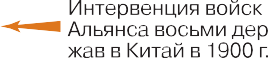 Интервенция войск
Альянса восьми дер
жав в Китай в 1900 г.